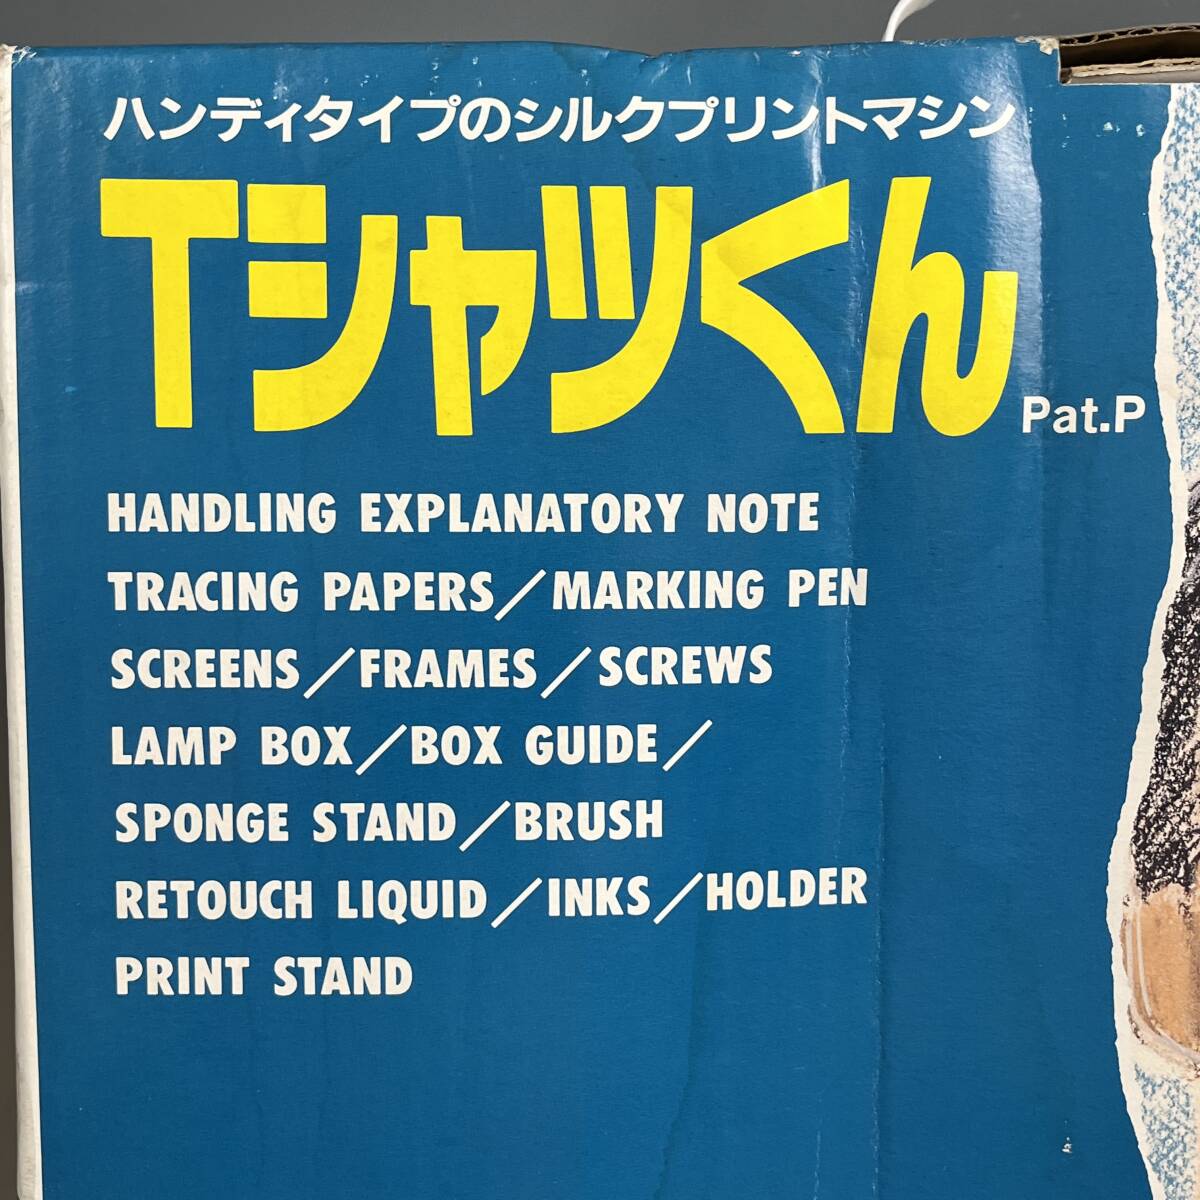 ハンディタイプのシルクプリントマシン
Tシャツくん Pat.P
HANDLING EXPLANATORY NOTE
TRACING PAPERS／MARKING PEN
SCREENS／FRAMES／SCREWS
LAMP BOX／BOX GUIDE／
SPONGE STAND／BRUSH
RETOUCH LIQUID／INKS／HOLDER
PRINT STAND